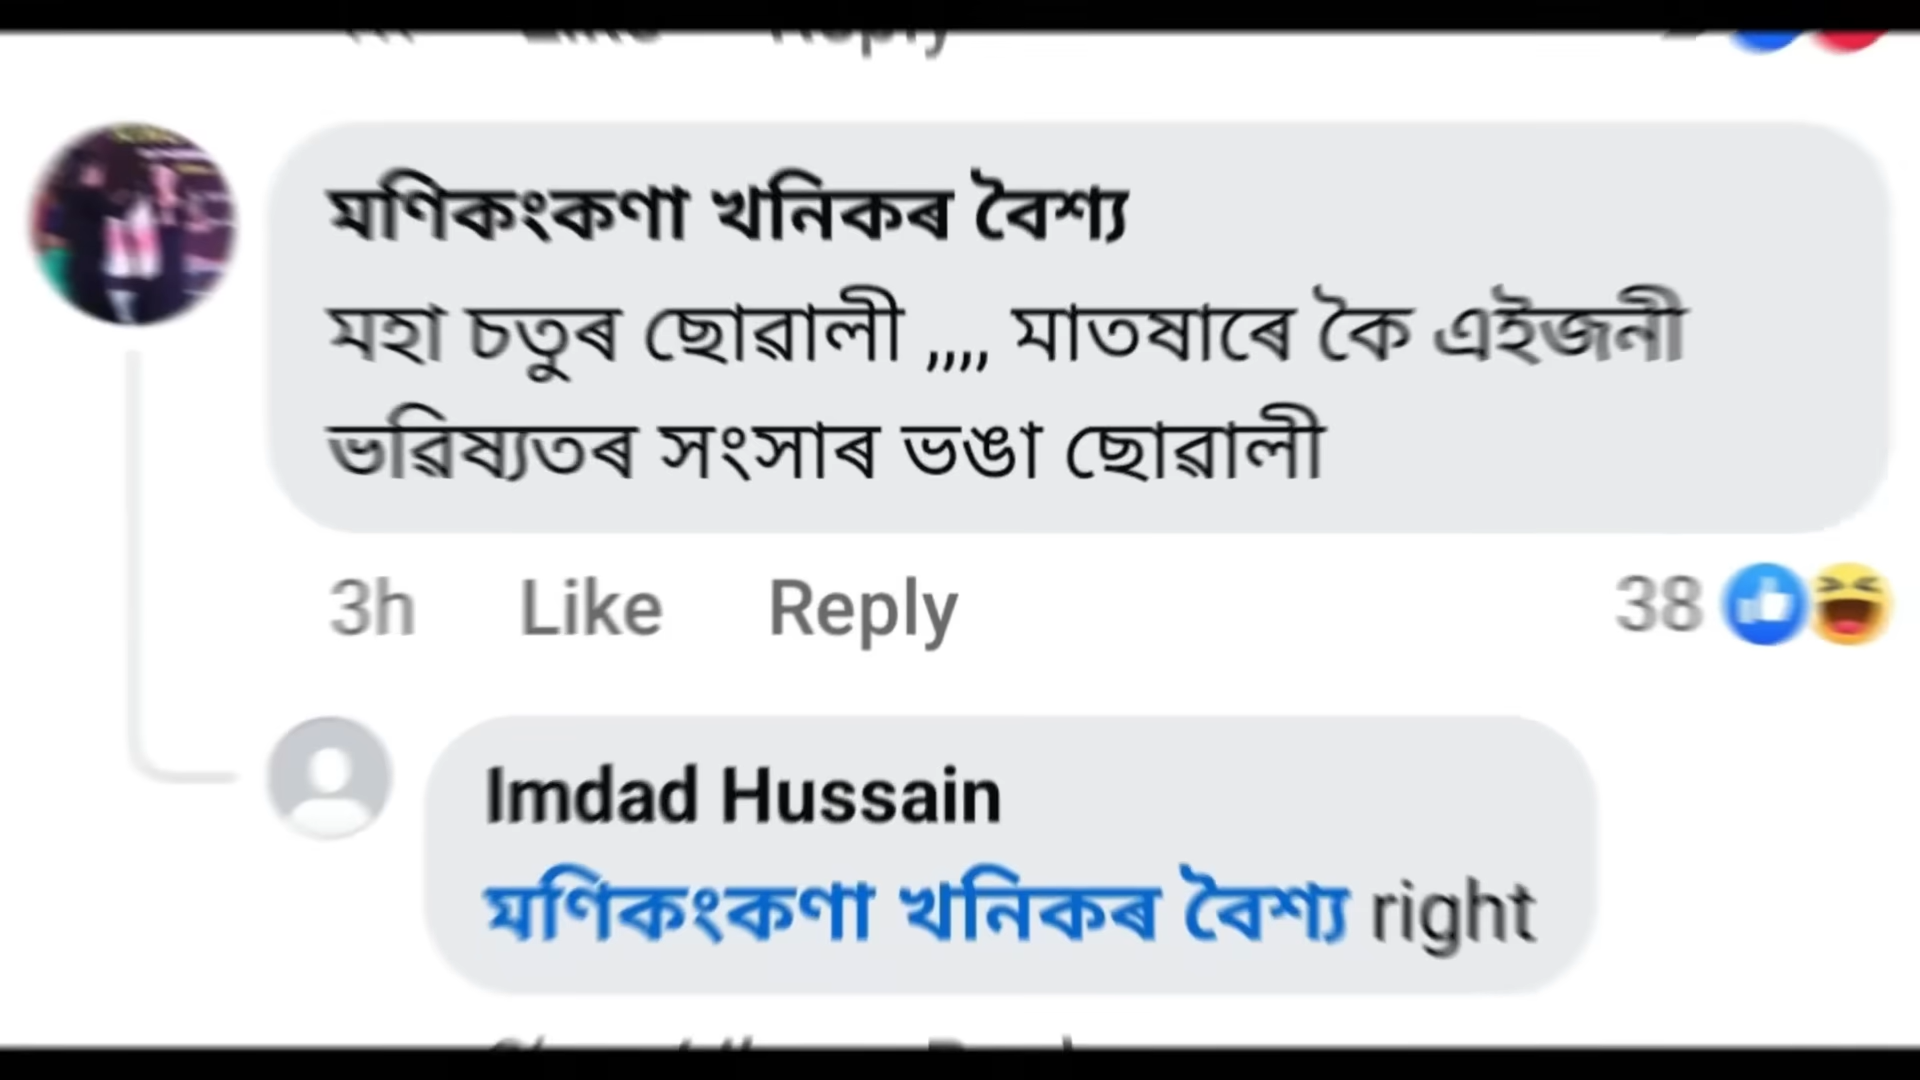 মণিকংকণা খনিকৰ বৈশ্য
মহা চতুৰ ছোৱালী ,,,, মাতষাৰে কৈ এইজনী
ভৱিষ্যতৰ সংসাৰ ভঙা ছোৱালী
3h Like Reply 38
Imdad Hussain
মণিকংকণা খনিকৰ বৈশ্য right